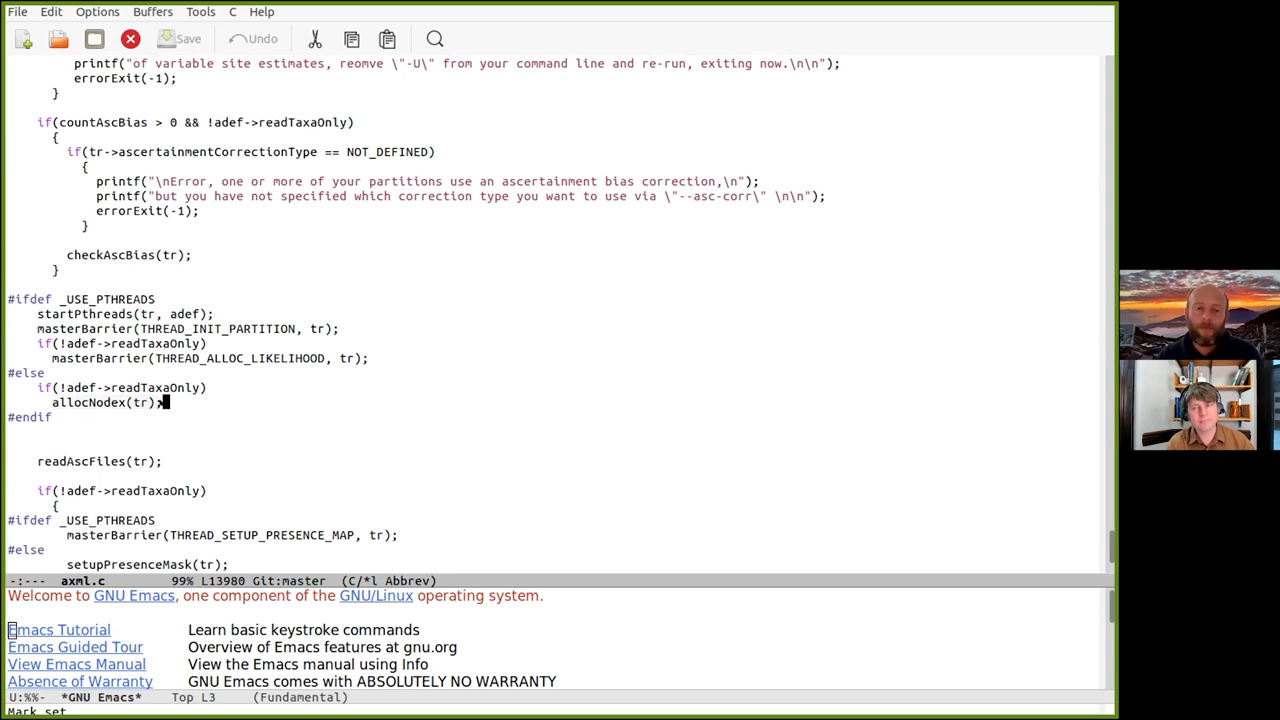 File Edit Options Buffers Tools C Help
Save Undo
printf("of variable site estimates, reomve \"-U\" from your command line and re-run, exiting now.\n\n");
errorExit(-1);
}
if(countAscBias > 0 && !adef->readTaxaOnly)
{
if(tr->ascertainmentCorrectionType == NOT_DEFINED)
{
printf("\nError, one or more of your partitions use an ascertainment bias correction,\n");
printf("but you have not specified which correction type you want to use via \"--asc-corr\" \n\n");
errorExit(-1);
}
checkAscBias(tr);
}
#ifdef _USE_PTHREADS
startPthreads(tr, adef);
masterBarrier(THREAD_INIT_PARTITION, tr);
if(!adef->readTaxaOnly)
masterBarrier(THREAD_ALLOC_LIKELIHOOD, tr);
#else
if(!adef->readTaxaOnly)
allocNodex(tr);
#endif
readAscFiles(tr);
if(!adef->readTaxaOnly)
{
#ifdef _USE_PTHREADS
masterBarrier(THREAD_SETUP_PRESENCE_MAP, tr);
#else
setupPresenceMask(tr);
-:--- axml.c 99% L13980 Git:master (C/*l Abbrev)
Welcome to GNU Emacs, one component of the GNU/Linux operating system.
Emacs Tutorial Learn basic keystroke commands
Emacs Guided Tour Overview of Emacs features at gnu.org
View Emacs Manual View the Emacs manual using Info
Absence of Warranty GNU Emacs comes with ABSOLUTELY NO WARRANTY
U:%%- *GNU Emacs* Top L3 (Fundamental)
Mark set